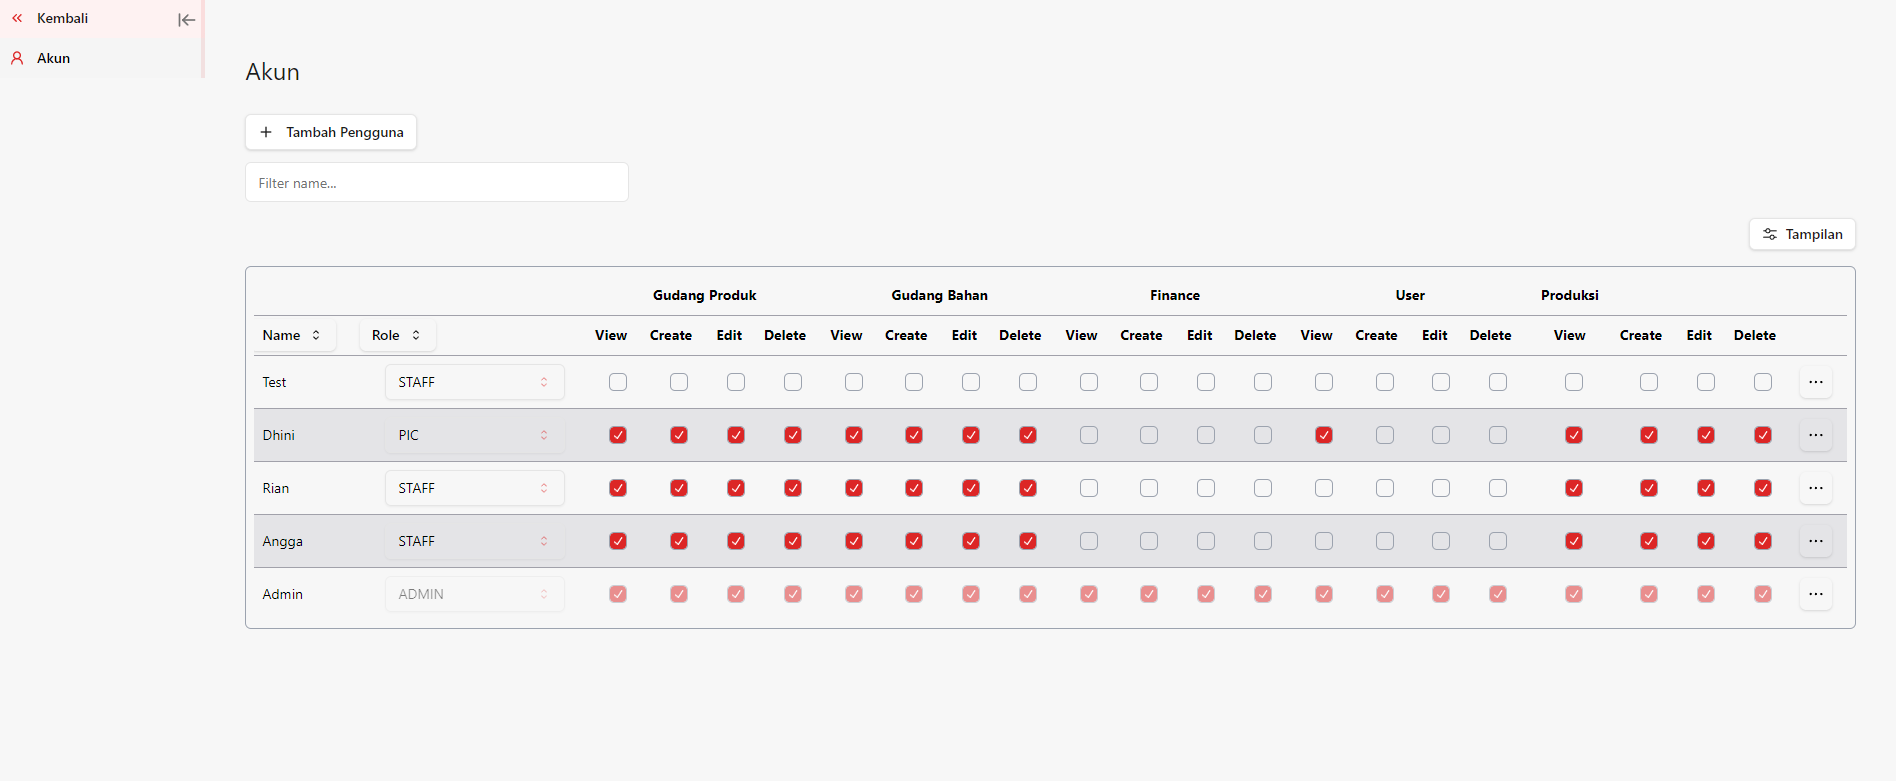 Kembali
Akun
Akun
Tambah Pengguna
Filter name...
Tampilan
Gudang Produk Gudang Bahan Finance User Produksi
Name Role View Create Edit Delete View Create Edit Delete View Create Edit Delete View Create Edit Delete View Create Edit Delete
Test STAFF
Dhini PIC
Rian STAFF
Angga STAFF
Admin ADMIN